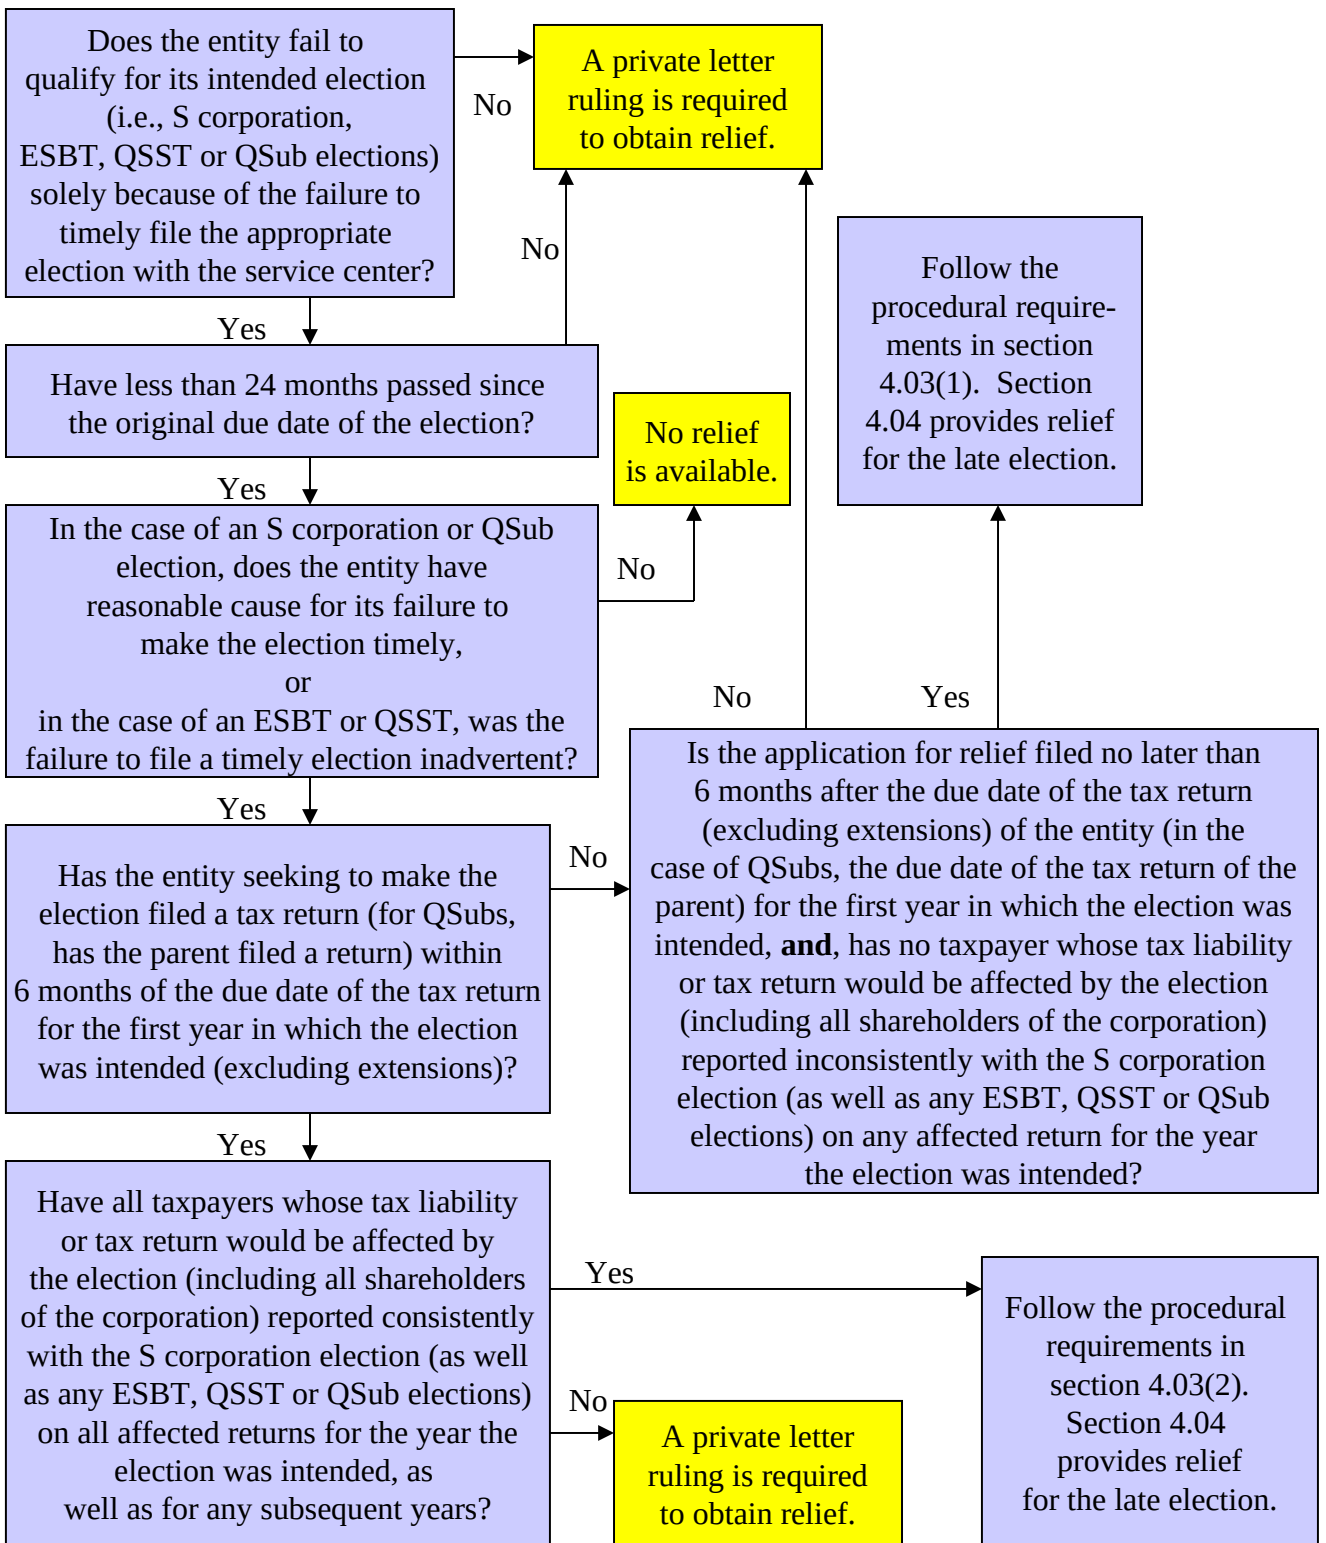 Does the entity fail to
qualify for its intended election
(i.e., S corporation,
ESBT, QSST or QSub elections)
solely because of the failure to
timely file the appropriate
election with the service center?
No
A private letter
ruling is required
to obtain relief.
No
Follow the
procedural require-
ments in section
4.03(1). Section
4.04 provides relief
for the late election.
Yes
Have less than 24 months passed since
the original due date of the election?
No relief
is available.
Yes
In the case of an S corporation or QSub
election, does the entity have
reasonable cause for its failure to
make the election timely,
or
in the case of an ESBT or QSST, was the
failure to file a timely election inadvertent?
No
No
Yes
Is the application for relief filed no later than
6 months after the due date of the tax return
(excluding extensions) of the entity (in the
case of QSubs, the due date of the tax return of the
parent) for the first year in which the election was
intended, and, has no taxpayer whose tax liability
or tax return would be affected by the election
(including all shareholders of the corporation)
reported inconsistently with the S corporation
election (as well as any ESBT, QSST or QSub
elections) on any affected return for the year
the election was intended?
Yes
Has the entity seeking to make the
election filed a tax return (for QSubs,
has the parent filed a return) within
6 months of the due date of the tax return
for the first year in which the election
was intended (excluding extensions)?
No
Yes
Have all taxpayers whose tax liability
or tax return would be affected by
the election (including all shareholders
of the corporation) reported consistently
with the S corporation election (as well
as any ESBT, QSST or QSub elections)
on all affected returns for the year the
election was intended, as
well as for any subsequent years?
Yes
Follow the procedural
requirements in
section 4.03(2).
Section 4.04
provides relief
for the late election.
No
A private letter
ruling is required
to obtain relief.